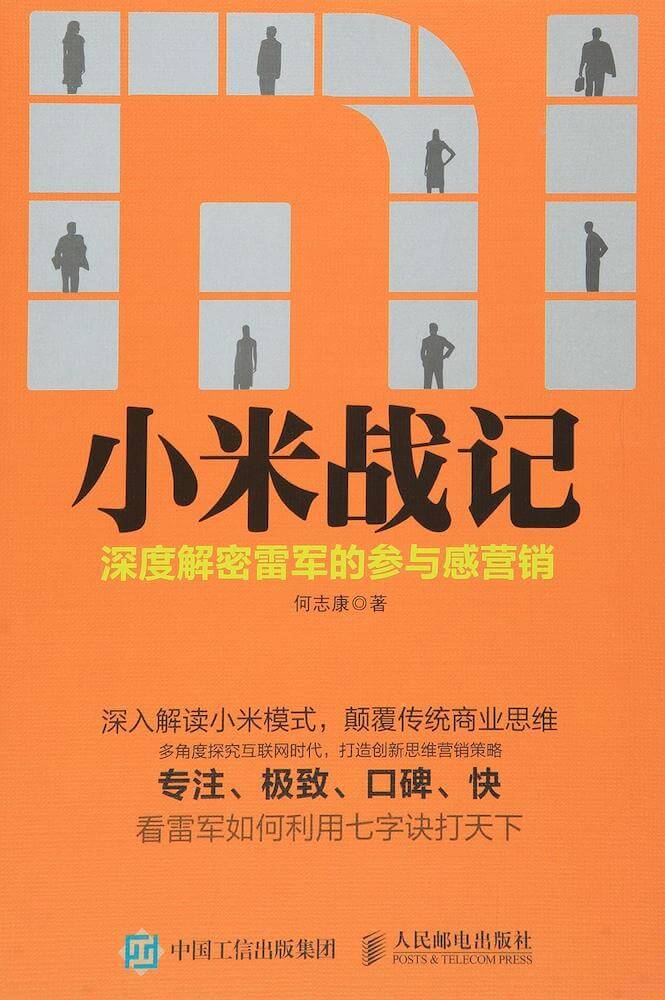 小米战记
深度解密雷军的参与感营销
何志康◎著
深入解读小米模式，颠覆传统商业思维
多角度探究互联网时代，打造创新思维营销策略
专注、极致、口碑、快
看雷军如何利用七字诀打天下
中国工信出版集团
人民邮电出版社
POSTS & TELECOM PRESS